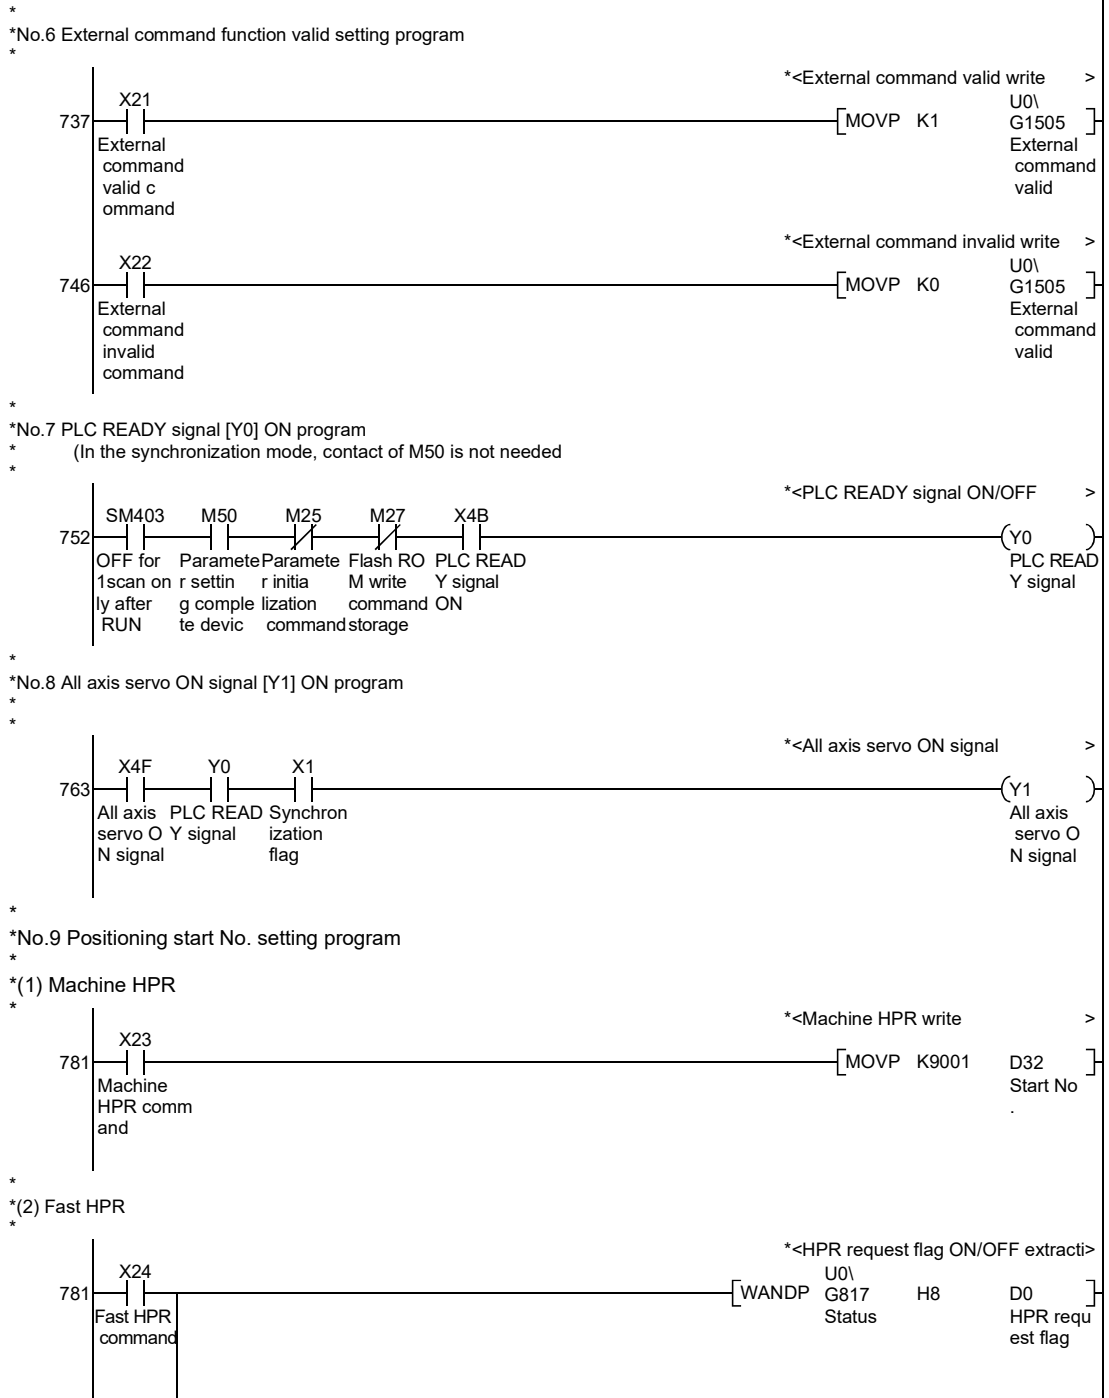 *
*No.6 External command function valid setting program
*
*<External command valid write >
X21 U0\
737 MOVP K1 G1505
External External
command command
valid c valid
ommand
*<External command invalid write >
X22 U0\
746 MOVP K0 G1505
External External
command command
invalid valid
command
*
*No.7 PLC READY signal [Y0] ON program
* (In the synchronization mode, contact of M50 is not needed
*
*<PLC READY signal ON/OFF >
SM403 M50 M25 M27 X4B
752 Y0
OFF for Paramete Paramete Flash RO PLC READ PLC READ
1scan on r settin r initia M write Y signal Y signal
ly after g comple lization command ON
RUN te devic command storage
*
*No.8 All axis servo ON signal [Y1] ON program
*
*
*<All axis servo ON signal >
X4F Y0 X1
763 Y1
All axis PLC READ Synchron All axis
servo O Y signal ization servo O
N signal flag N signal
*
*No.9 Positioning start No. setting program
*
*(1) Machine HPR
*
*<Machine HPR write >
X23
781 MOVP K9001 D32
Machine Start No
HPR comm .
and
*
*(2) Fast HPR
*
*<HPR request flag ON/OFF extracti>
X24 U0\
781 WANDP G817 H8 D0
Fast HPR Status HPR requ
command est flag